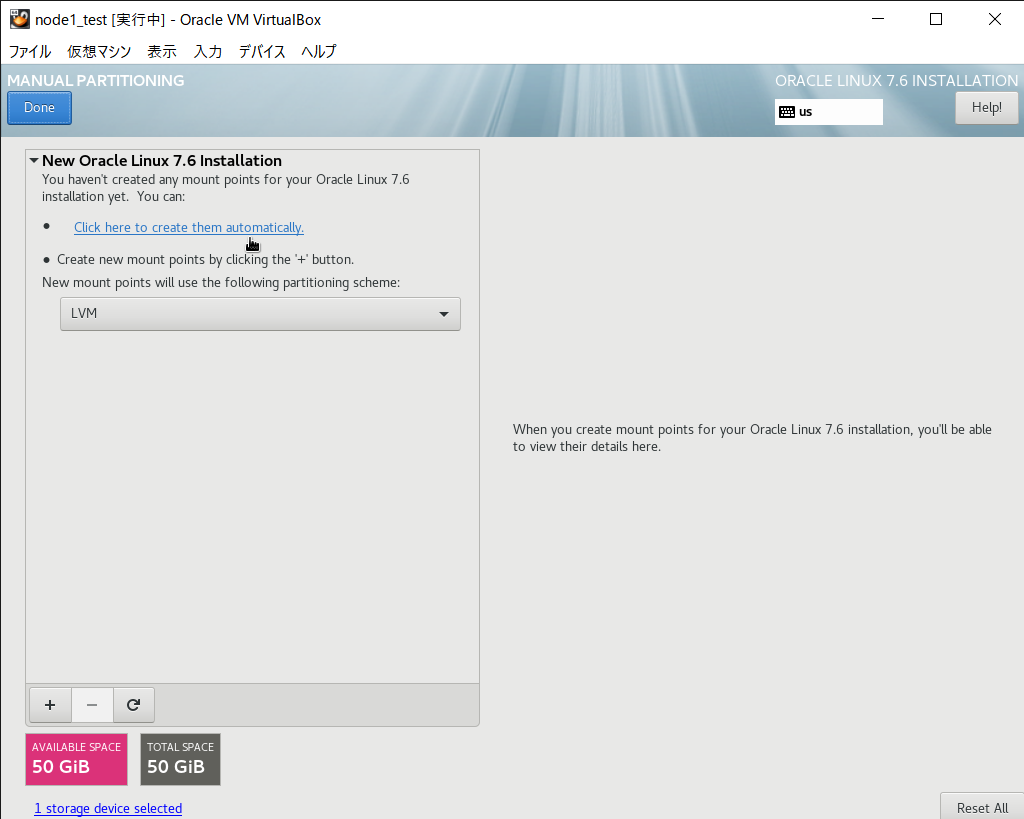 node1_test [実行中] - Oracle VM VirtualBox
ファイル 仮想マシン 表示 入力 デバイス ヘルプ
MANUAL PARTITIONING
ORACLE LINUX 7.6 INSTALLATION
Done
us
Help!
New Oracle Linux 7.6 Installation
You haven't created any mount points for your Oracle Linux 7.6
installation yet. You can:
• Click here to create them automatically.
• Create new mount points by clicking the '+' button.
New mount points will use the following partitioning scheme:
LVM
When you create mount points for your Oracle Linux 7.6 installation, you'll be able
to view their details here.
+ −
AVAILABLE SPACE
50 GiB
TOTAL SPACE
50 GiB
1 storage device selected
Reset All